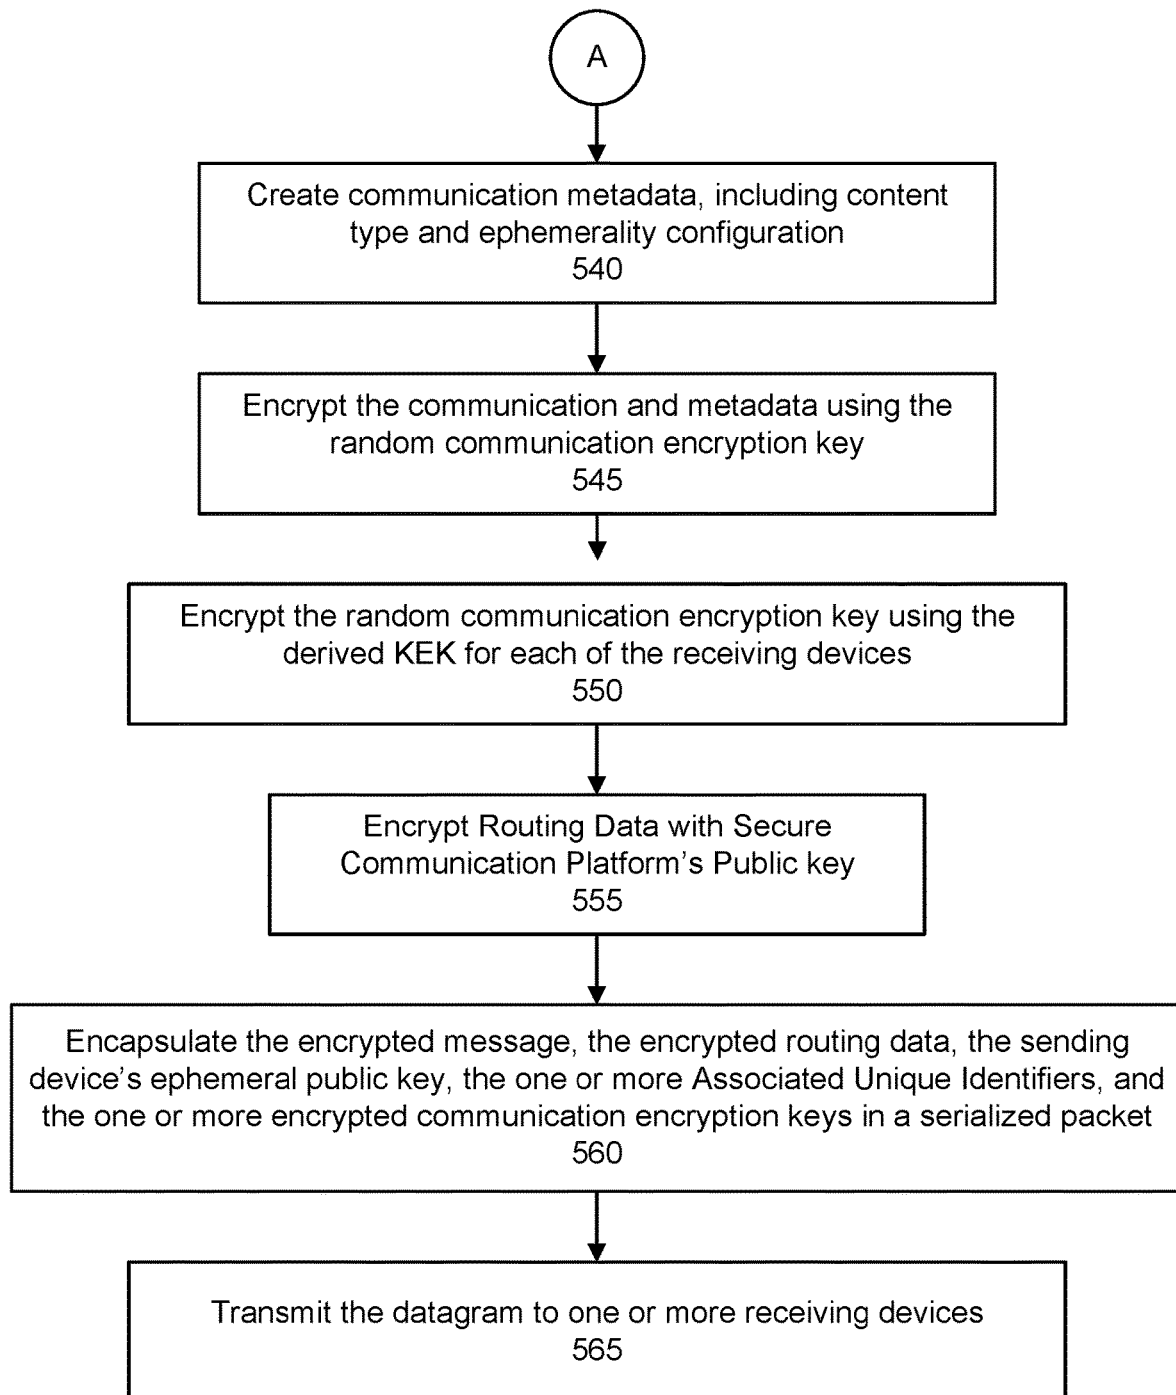 A
Create communication metadata, including content
type and ephemerality configuration
540
Encrypt the communication and metadata using the
random communication encryption key
545
Encrypt the random communication encryption key using the
derived KEK for each of the receiving devices
550
Encrypt Routing Data with Secure
Communication Platform's Public key
555
Encapsulate the encrypted message, the encrypted routing data, the sending
device's ephemeral public key, the one or more Associated Unique Identifiers, and
the one or more encrypted communication encryption keys in a serialized packet
560
Transmit the datagram to one or more receiving devices
565